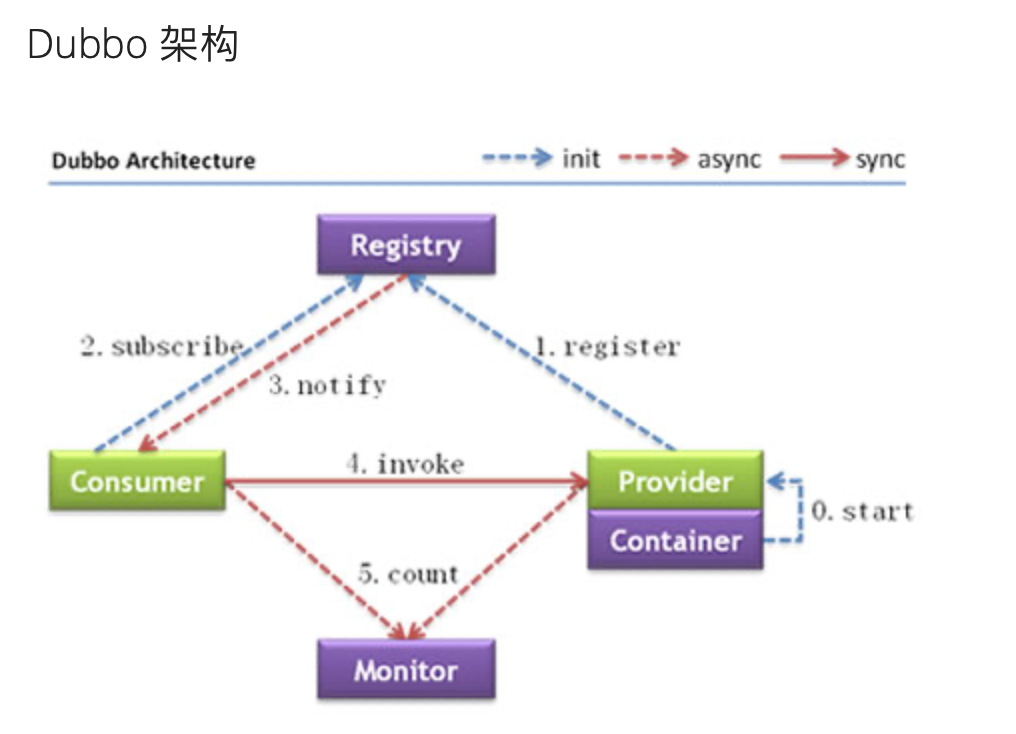 Dubbo 架构
Dubbo Architecture
init
async
sync
Registry
2. subscribe
1. register
3. notify
4. invoke
Consumer
Provider
0. start
Container
5. count
Monitor